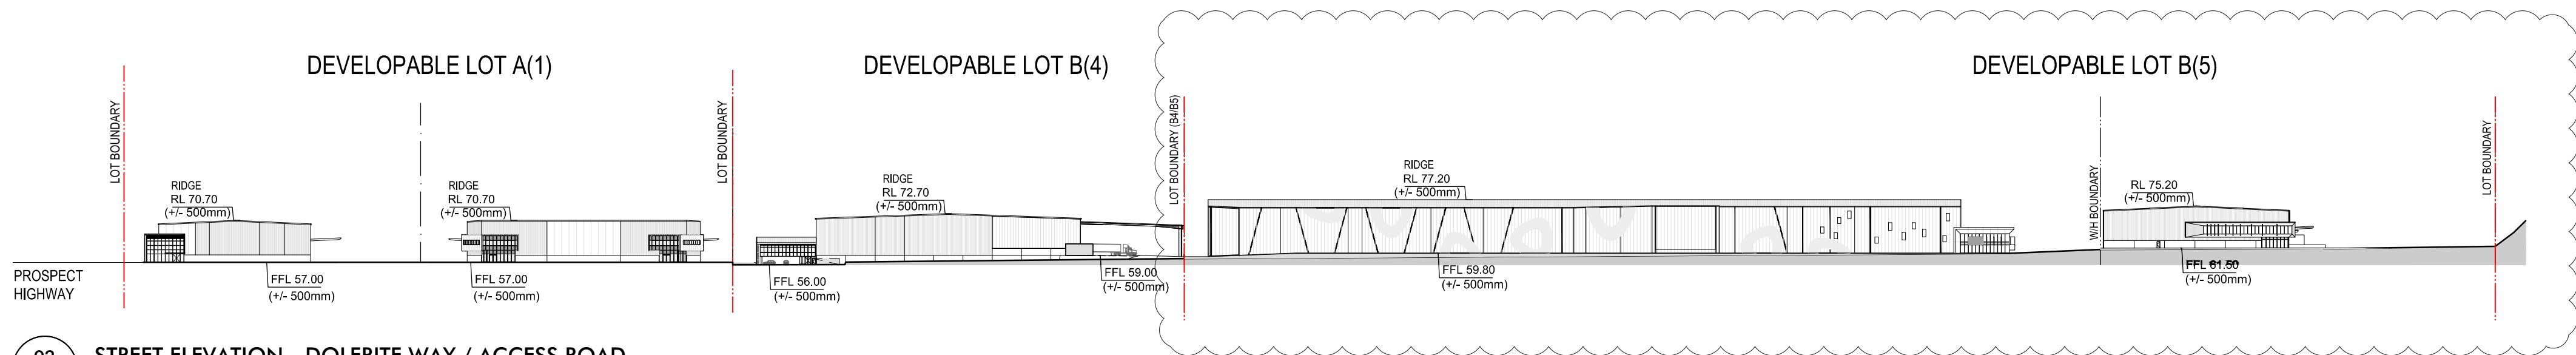 DEVELOPABLE LOT A(1)
DEVELOPABLE LOT B(4)
DEVELOPABLE LOT B(5)
LOT BOUNDARY
LOT BOUNDARY
LOT BOUNDARY (B4/B5)
W/H BOUNDARY
LOT BOUNDARY
RIDGE
RL 70.70
(+/- 500mm)
RIDGE
RL 70.70
(+/- 500mm)
RIDGE
RL 72.70
(+/- 500mm)
RIDGE
RL 77.20
(+/- 500mm)
RL 75.20
(+/- 500mm)
PROSPECT
HIGHWAY
FFL 57.00
(+/- 500mm)
FFL 57.00
(+/- 500mm)
FFL 56.00
(+/- 500mm)
FFL 59.00
(+/- 500mm)
FFL 59.80
(+/- 500mm)
FFL 61.50
(+/- 500mm)
STREET ELEVATION - DOLERITE WAY / ACCESS ROAD